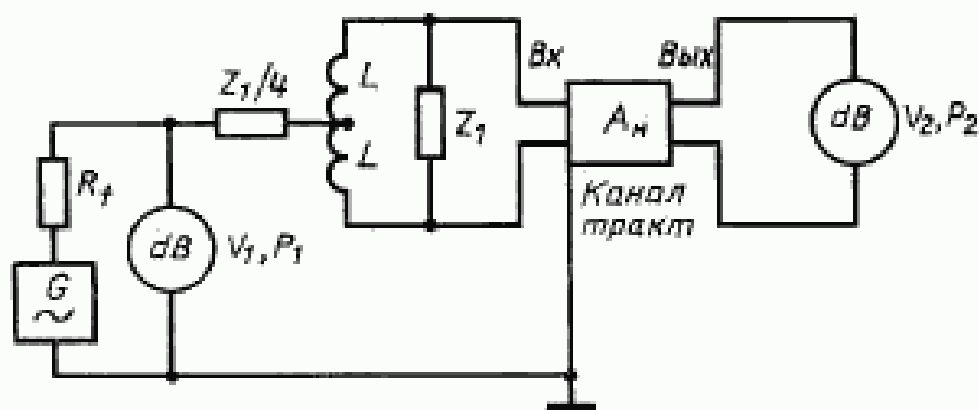 Z₁/4
L
L
Z₁
Вх
Aн
Вых
dB
V₂, P₂
Канал
тракт
R₁
G
dB
V₁, P₁